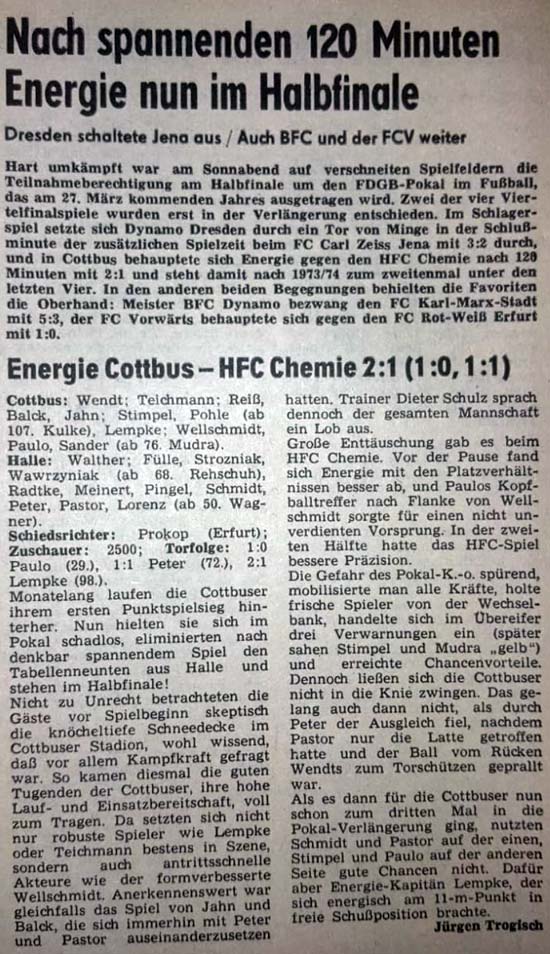 Nach spannenden 120 Minuten
Energie nun im Halbfinale
Dresden schaltete Jena aus / Auch BFC und der FCV weiter
Hart umkämpft war am Sonnabend auf verschneiten Spielfeldern die
Teilnahmeberechtigung am Halbfinale um den FDGB-Pokal im Fußball,
das am 27. März kommenden Jahres ausgetragen wird. Zwei der vier Vier-
telfinalspiele wurden erst in der Verlängerung entschieden. Im Schlager-
spiel setzte sich Dynamo Dresden durch ein Tor von Minge in der Schluß-
minute der zusätzlichen Spielzeit beim FC Carl Zeiss Jena mit 3:2 durch,
und in Cottbus behauptete sich Energie gegen den HFC Chemie nach 120
Minuten mit 2:1 und steht damit nach 1973/74 zum zweitenmal unter den
letzten Vier. In den anderen beiden Begegnungen behielten die Favoriten
die Oberhand: Meister BFC Dynamo bezwang den FC Karl-Marx-Stadt
mit 5:3, der FC Vorwärts behauptete sich gegen den FC Rot-Weiß Erfurt
mit 1:0.
Energie Cottbus – HFC Chemie 2:1 (1:0, 1:1)
Cottbus: Wendt; Teichmann; Reiß,
Balck, Jahn; Stimpel, Pohle (ab
107. Kulke), Lempke; Wellschmidt,
Paulo, Sander (ab 76. Mudra).
Halle: Walther; Fülle, Strozniak,
Wawrzyniak (ab 68. Rehschuh),
Radtke, Meinert, Pingel, Schmidt,
Peter, Pastor, Lorenz (ab 50. Wag-
ner).
Schiedsrichter: Prokop (Erfurt);
Zuschauer: 2500; Torfolge: 1:0
Paulo (29.), 1:1 Peter (72.), 2:1
Lempke (98.).
Monatelang laufen die Cottbuser
ihrem ersten Punktspielsieg hin-
terher. Nun hielten sie sich im
Pokal schadlos, eliminierten nach
denkbar spannendem Spiel den
Tabellenneunten aus Halle und
stehen im Halbfinale!
Nicht zu Unrecht betrachteten die
Gäste vor Spielbeginn skeptisch
die knöcheltiefe Schneedecke im
Cottbuser Stadion, wohl wissend,
daß vor allem Kampfkraft gefragt
war. So kamen diesmal die guten
Tugenden der Cottbuser, ihre hohe
Lauf- und Einsatzbereitschaft, voll
zum Tragen. Da setzten sich nicht
nur robuste Spieler wie Lempke
oder Teichmann bestens in Szene,
sondern auch antrittsschnelle
Akteure wie der formverbesserte
Wellschmidt. Anerkennenswert war
gleichfalls das Spiel von Jahn und
Balck, die sich immerhin mit Peter
und Pastor auseinanderzusetzen
hatten. Trainer Dieter Schulz sprach
dennoch der gesamten Mannschaft
ein Lob aus.
Große Enttäuschung gab es beim
HFC Chemie. Vor der Pause fand
sich Energie mit den Platzverhält-
nissen besser ab, und Paulos Kopf-
balltreffer nach Flanke von Well-
schmidt sorgte für einen nicht un-
verdienten Vorsprung. In der zwei-
ten Hälfte hatte das HFC-Spiel
bessere Präzision.
Die Gefahr des Pokal-K.-o. spürend,
mobilisierte man alle Kräfte, holte
frische Spieler von der Wechsel-
bank, handelte sich im Übereifer
drei Verwarnungen ein (später
sahen Stimpel und Mudra „gelb")
und erreichte Chancenvorteile.
Dennoch ließen sich die Cottbuser
nicht in die Knie zwingen. Das ge-
lang auch dann nicht, als durch
Peter der Ausgleich fiel, nachdem
Pastor nur die Latte getroffen
hatte und der Ball vom Rücken
Wendts zum Torschützen geprallt
war.
Als es dann für die Cottbuser nun
schon zum dritten Mal in die
Pokal-Verlängerung ging, nutzten
Schmidt und Pastor auf der einen,
Stimpel und Paulo auf der anderen
Seite gute Chancen nicht. Dafür
aber Energie-Kapitän Lempke, der
sich energisch am 11-m-Punkt in
freie Schußposition brachte.
Jürgen Trogisch